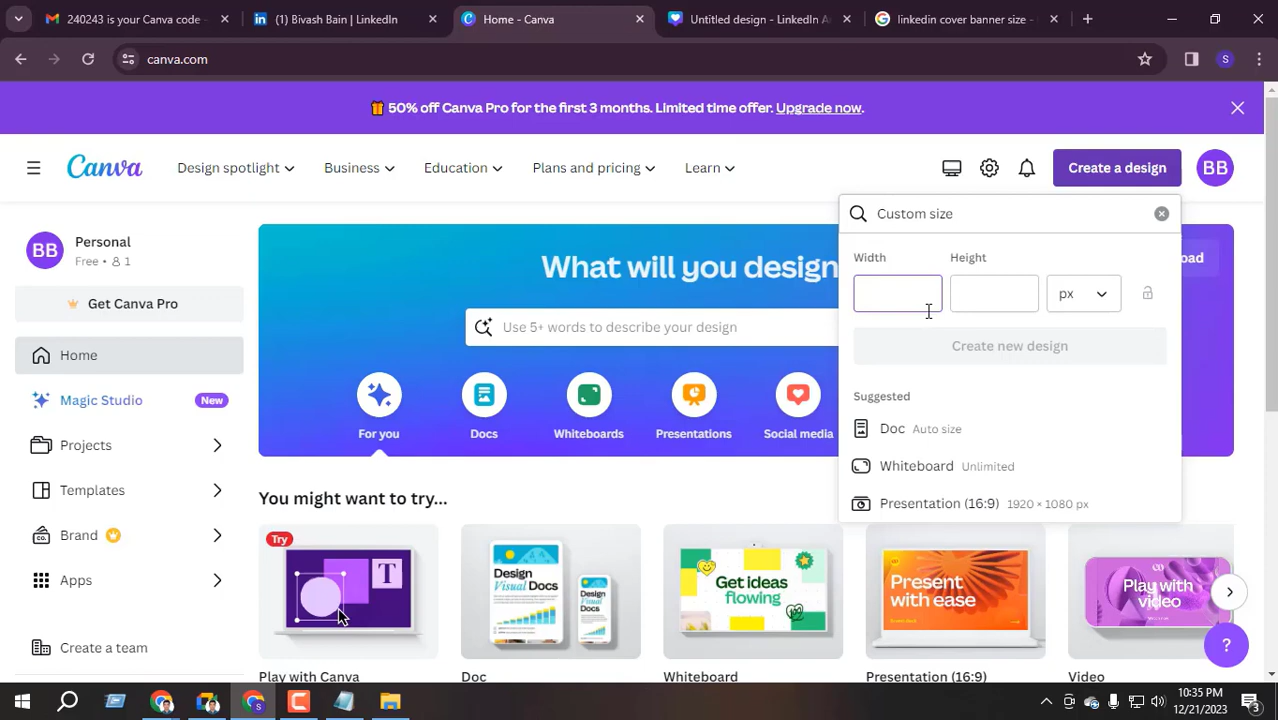 240243 is your Canva code -
(1) Bivash Bain | LinkedIn
Home - Canva
Untitled design - LinkedIn A
linkedin cover banner size -
canva.com
S
50% off Canva Pro for the first 3 months. Limited time offer. Upgrade now.
Canva
Design spotlight
Business
Education
Plans and pricing
Learn
Create a design
BB
BB
Personal
Free • 1
Get Canva Pro
Home
Magic Studio
New
Projects
Templates
Brand
Apps
Create a team
What will you design
Use 5+ words to describe your design
For you
Docs
Whiteboards
Presentations
Social media
Custom size
Width
Height
px
Create new design
Suggested
Doc Auto size
Whiteboard Unlimited
Presentation (16:9) 1920 × 1080 px
You might want to try...
Try
T
Design
Visual Docs
Get ideas
flowing
Present
with ease
Play with
video
Play with Canva
Doc
Whiteboard
Presentation (16:9)
Video
?
10:35 PM
12/21/2023
3